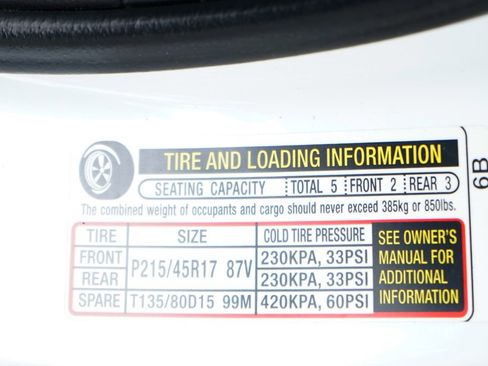 TIRE AND LOADING INFORMATION
SEATING CAPACITY TOTAL 5 FRONT 2 REAR 3
The combined weight of occupants and cargo should never exceed 385kg or 850lbs.
TIRE SIZE COLD TIRE PRESSURE SEE OWNER'S
FRONT P215/45R17 87V 230KPA, 33PSI MANUAL FOR
REAR 230KPA, 33PSI ADDITIONAL
SPARE T135/80D15 99M 420KPA, 60PSI INFORMATION
6B